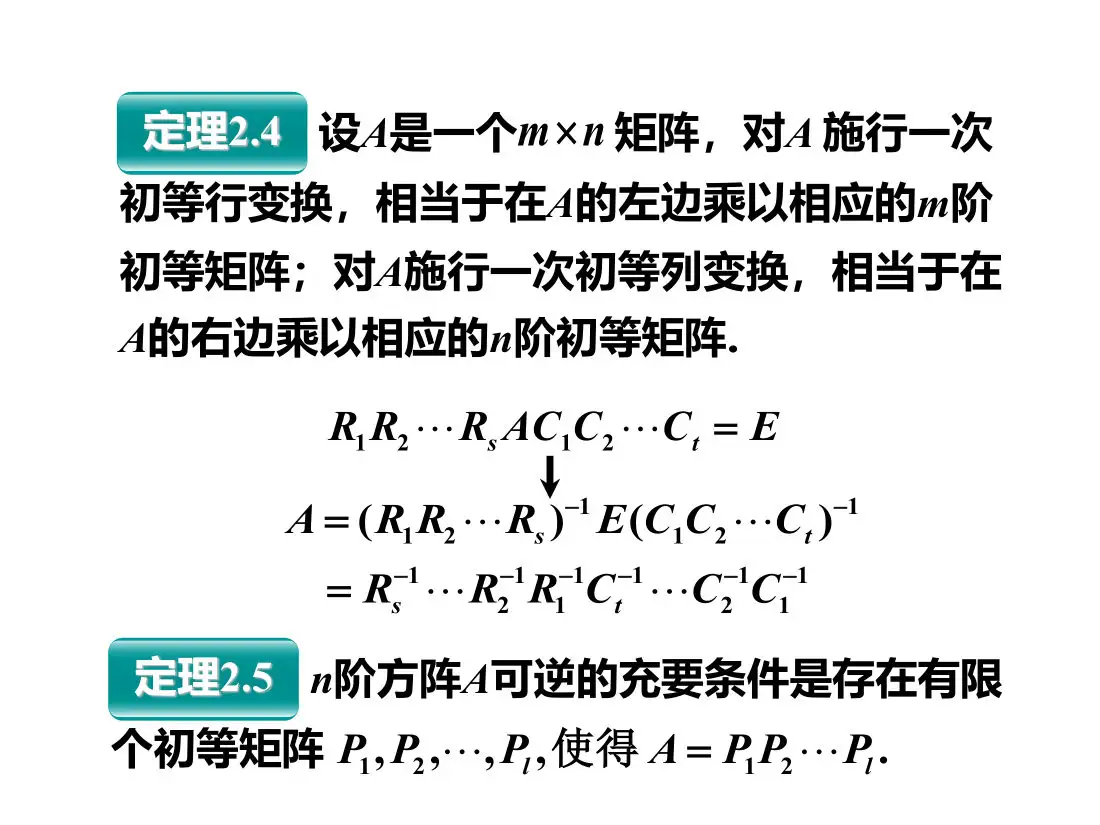 定理2.4 设A是一个m×n 矩阵，对A 施行一次
初等行变换，相当于在A的左边乘以相应的m阶
初等矩阵；对A施行一次初等列变换，相当于在
A的右边乘以相应的n阶初等矩阵.
R₁R₂⋯RₛAC₁C₂⋯Cₜ = E
↓
A = (R₁R₂⋯Rₛ)⁻¹E(C₁C₂⋯Cₜ)⁻¹
= Rₛ⁻¹⋯R₂⁻¹R₁⁻¹Cₜ⁻¹⋯C₂⁻¹C₁⁻¹
定理2.5 n阶方阵A可逆的充要条件是存在有限
个初等矩阵 P₁,P₂,⋯,Pₗ,使得 A = P₁P₂⋯Pₗ.